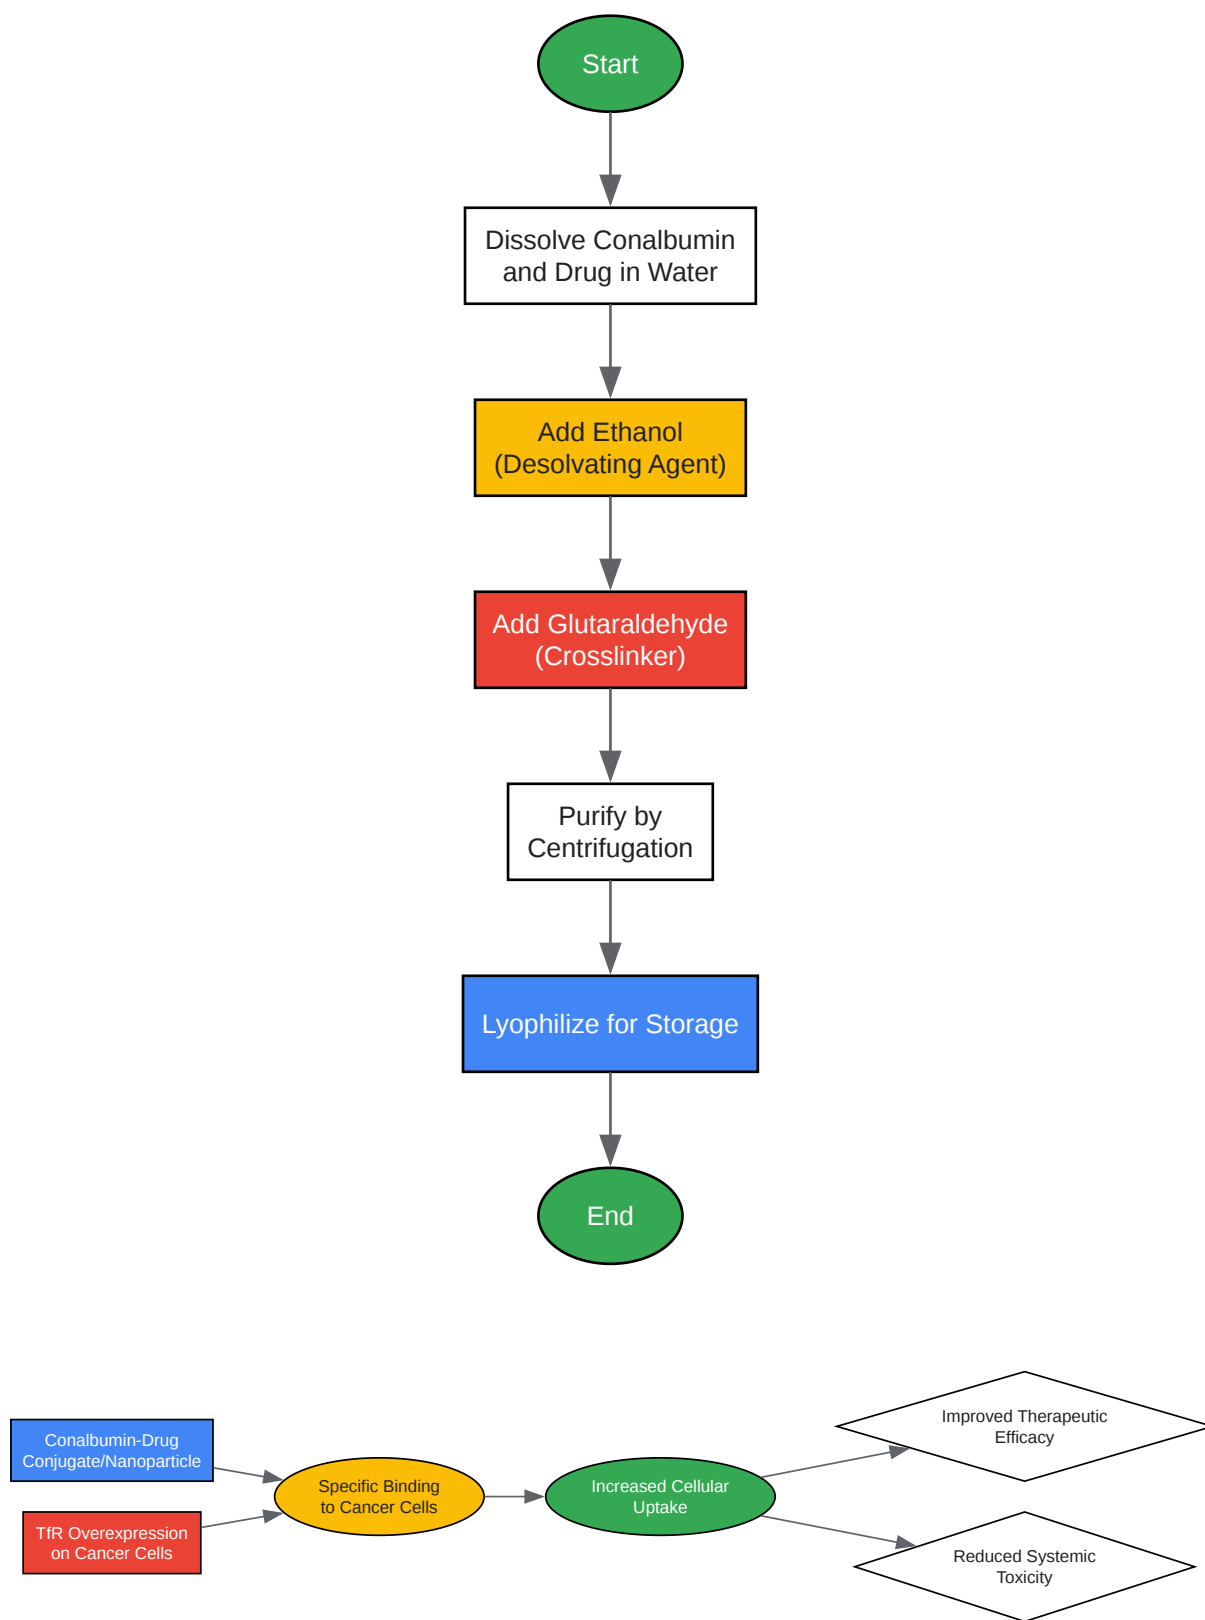 Start
Dissolve Conalbumin
and Drug in Water
Add Ethanol
(Desolvating Agent)
Add Glutaraldehyde
(Crosslinker)
Purify by
Centrifugation
Lyophilize for Storage
End
Conalbumin-Drug
Conjugate/Nanoparticle
TfR Overexpression
on Cancer Cells
Specific Binding
to Cancer Cells
Increased Cellular
Uptake
Improved Therapeutic
Efficacy
Reduced Systemic
Toxicity